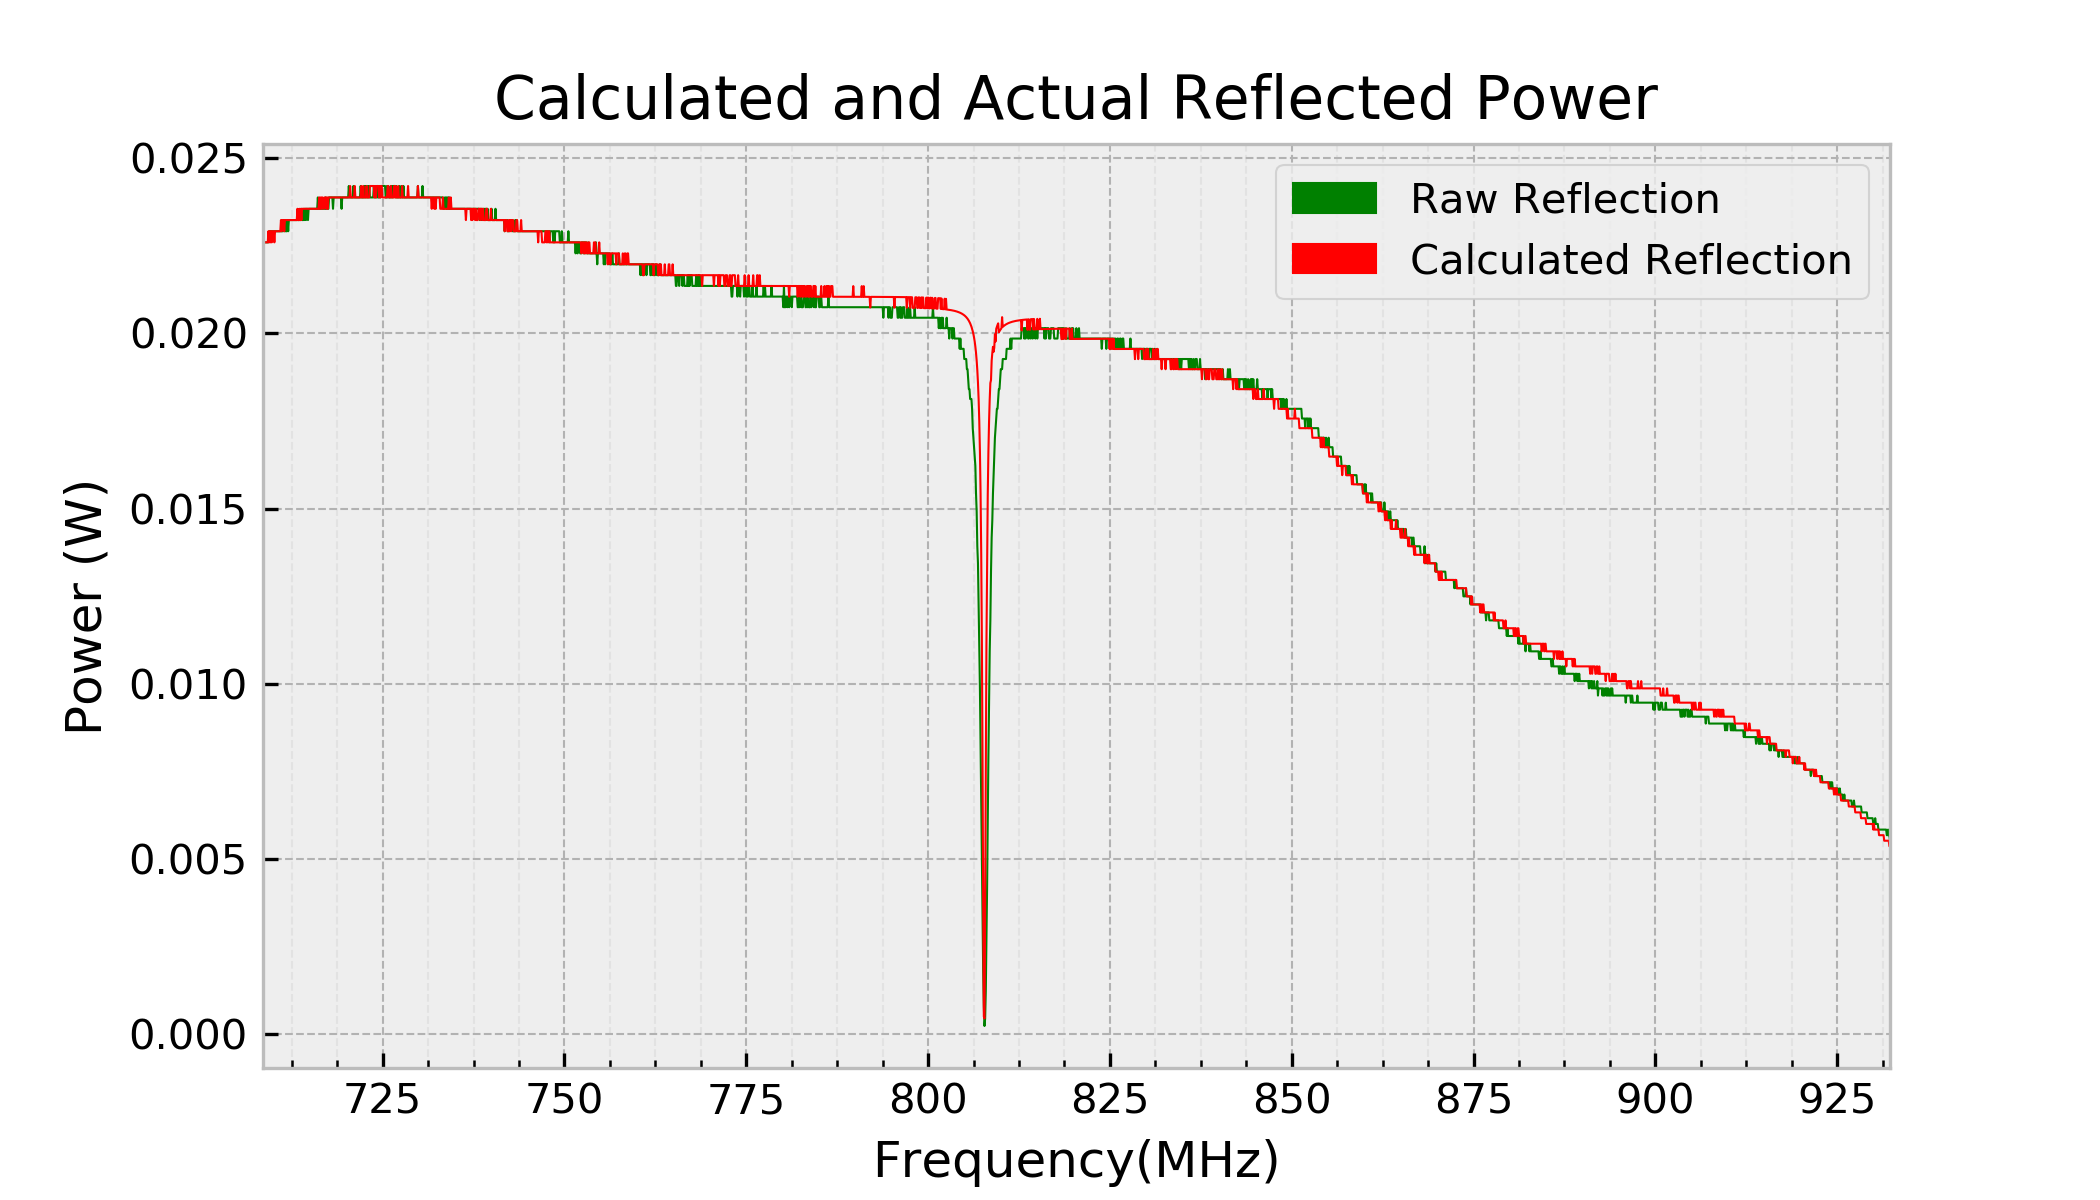 Calculated and Actual Reflected Power
Raw Reflection
Calculated Reflection
Power (W)
0.025
0.020
0.015
0.010
0.005
0.000
725 750 775 800 825 850 875 900 925
Frequency(MHz)